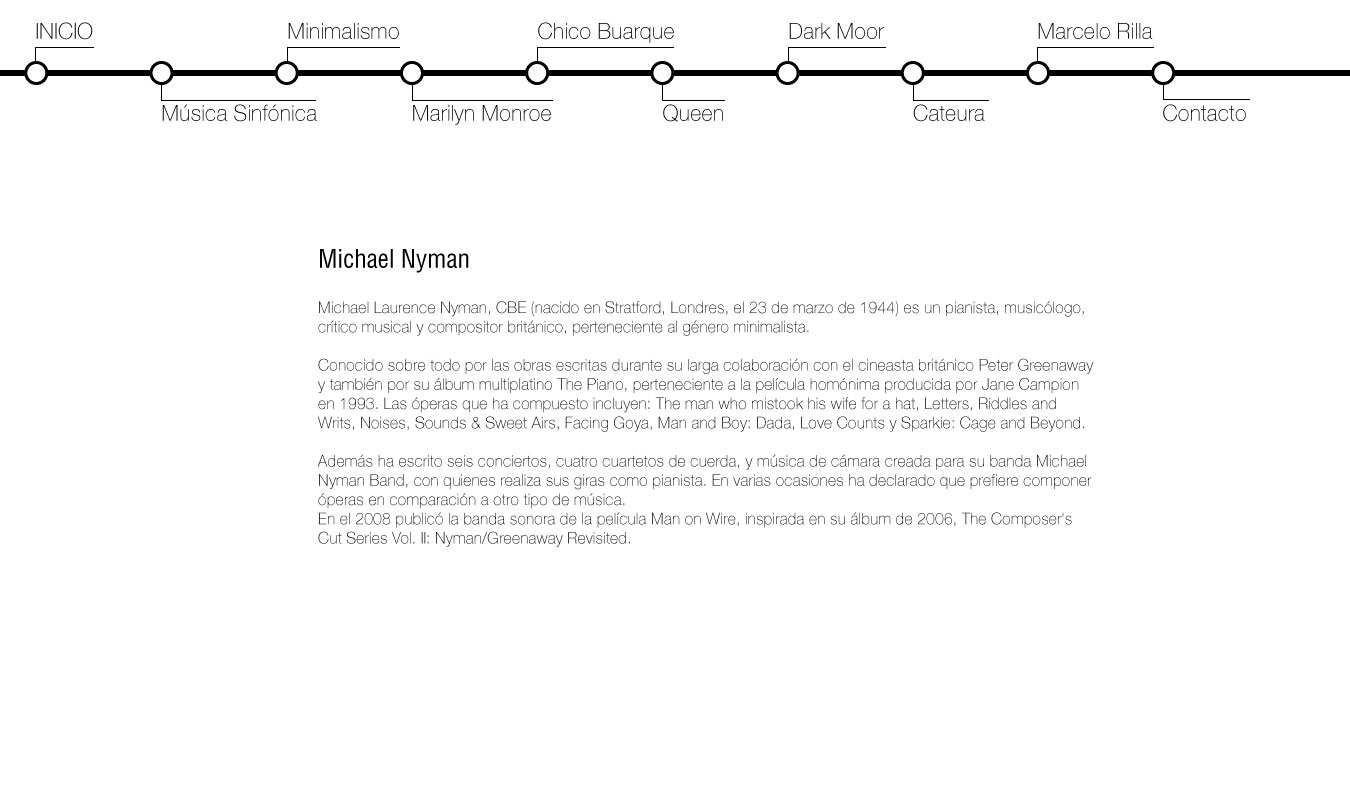 INICIO
Minimalismo
Chico Buarque
Dark Moor
Marcelo Rilla
Música Sinfónica
Marilyn Monroe
Queen
Cateura
Contacto
Michael Nyman
Michael Laurence Nyman, CBE (nacido en Stratford, Londres, el 23 de marzo de 1944) es un pianista, musicólogo,
crítico musical y compositor británico, perteneciente al género minimalista.
Conocido sobre todo por las obras escritas durante su larga colaboración con el cineasta británico Peter Greenaway
y también por su álbum multiplatino The Piano, perteneciente a la película homónima producida por Jane Campion
en 1993. Las óperas que ha compuesto incluyen: The man who mistook his wife for a hat, Letters, Riddles and
Writs, Noises, Sounds & Sweet Airs, Facing Goya, Man and Boy: Dada, Love Counts y Sparkie: Cage and Beyond.
Además ha escrito seis conciertos, cuatro cuartetos de cuerda, y música de cámara creada para su banda Michael
Nyman Band, con quienes realiza sus giras como pianista. En varias ocasiones ha declarado que prefiere componer
óperas en comparación a otro tipo de música.
En el 2008 publicó la banda sonora de la película Man on Wire, inspirada en su álbum de 2006, The Composer's
Cut Series Vol. II: Nyman/Greenaway Revisited.